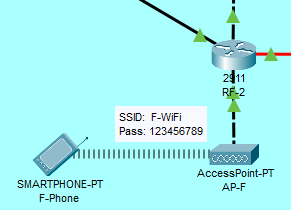 2911
RF-2
SSID: F-WiFi
Pass: 123456789
SMARTPHONE-PT
F-Phone
AccessPoint-PT
AP-F